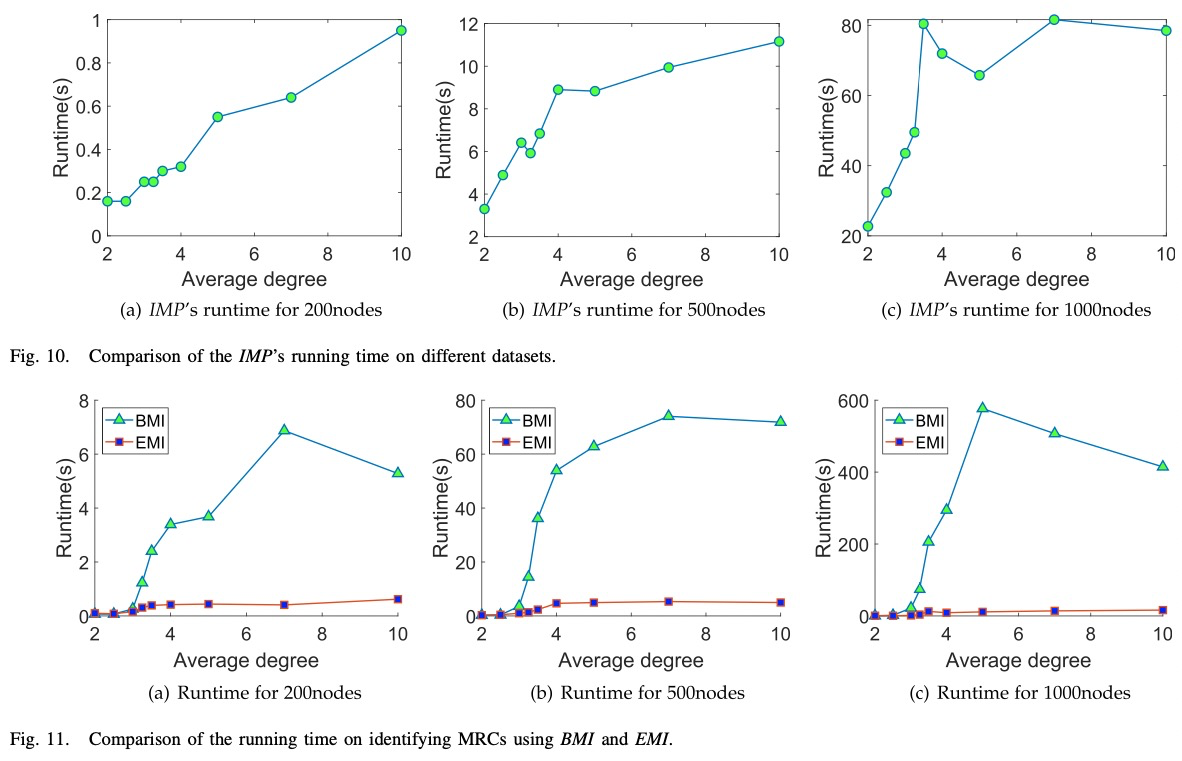 1
0.8
0.6
0.4
0.2
0
Runtime(s)
2 4 6 8 10
Average degree
(a) IMP's runtime for 200nodes
12
10
8
6
4
2
Runtime(s)
2 4 6 8 10
Average degree
(b) IMP's runtime for 500nodes
80
60
40
20
Runtime(s)
2 4 6 8 10
Average degree
(c) IMP's runtime for 1000nodes
Fig. 10. Comparison of the IMP's running time on different datasets.
8
6
4
2
0
Runtime(s)
BMI
EMI
2 4 6 8 10
Average degree
(a) Runtime for 200nodes
80
60
40
20
0
Runtime(s)
BMI
EMI
2 4 6 8 10
Average degree
(b) Runtime for 500nodes
600
400
200
0
Runtime(s)
BMI
EMI
2 4 6 8 10
Average degree
(c) Runtime for 1000nodes
Fig. 11. Comparison of the running time on identifying MRCs using BMI and EMI.